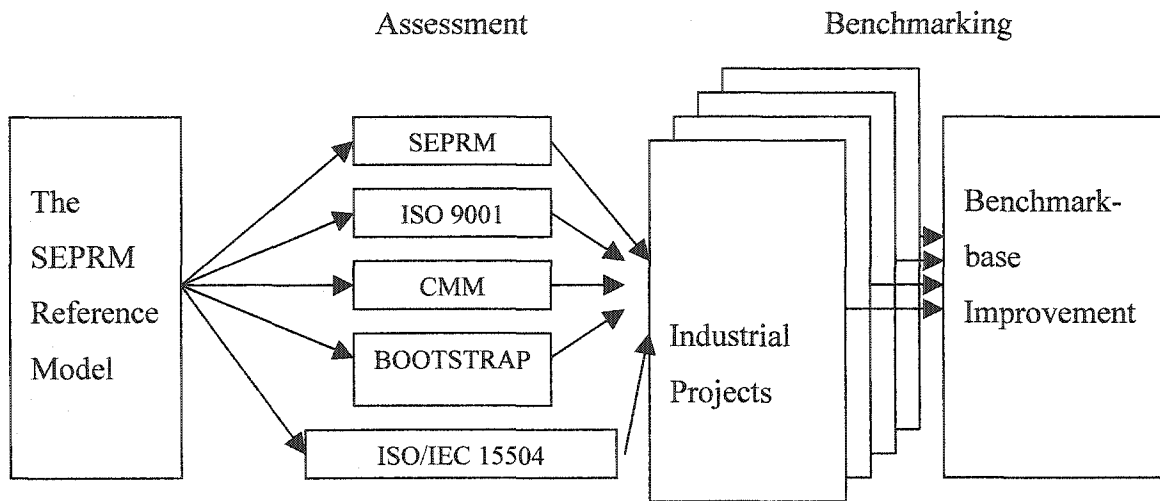 Assessment
Benchmarking
The
SEPRM
Reference
Model
SEPRM
ISO 9001
CMM
BOOTSTRAP
ISO/IEC 15504
Industrial
Projects
Benchmark-
base
Improvement